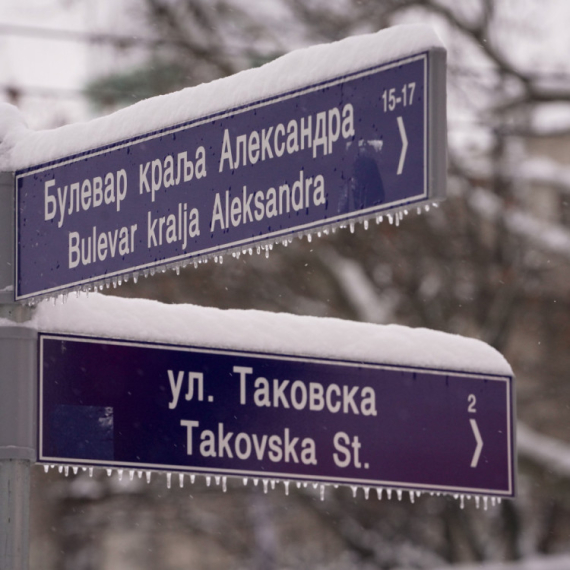 15-17
Булевар краља Александра
Bulevar kralja Aleksandra
ул. Таковска
2
Takovska St.